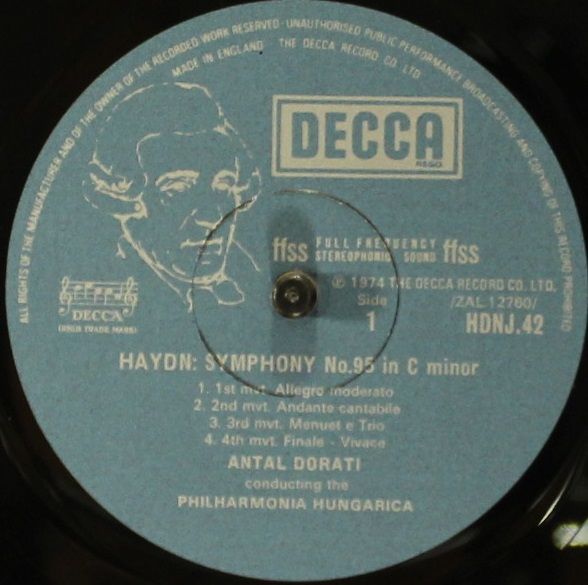 ALL RIGHTS OF THE MANUFACTURER AND OF THE OWNER OF THE RECORDED WORK RESERVED · UNAUTHORISED PUBLIC PERFORMANCE BROADCASTING AND COPYING OF THIS RECORD PROHIBITED
MADE IN ENGLAND THE DECCA RECORD CO. LTD
DECCA
REGD.
ffss FULL FREQUENCY STEREOPHONIC SOUND ffss
℗ 1974 THE DECCA RECORD CO. LTD.
DECCA
(REGD TRADE MARK)
Side /ZAL.12760/
1 HDNJ.42
HAYDN: SYMPHONY No.95 in C minor
1. 1st mvt. Allegro moderato
2. 2nd mvt. Andante cantabile
3. 3rd mvt. Menuet e Trio
4. 4th mvt. Finale - Vivace
ANTAL DORATI
conducting the
PHILHARMONIA HUNGARICA